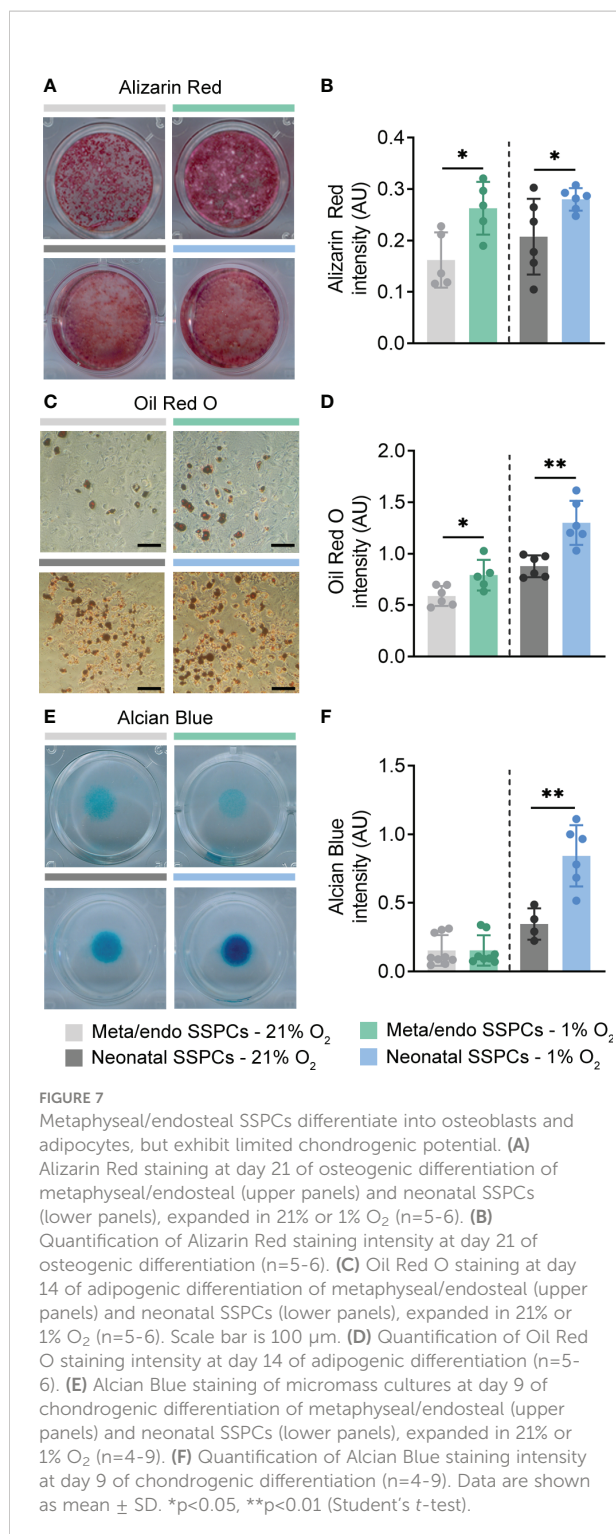 A
Alizarin Red
B
Alizarin Red
intensity (AU)
0.4
0.3
0.2
0.1
0.0
*
*
C
Oil Red O
D
Oil Red O
intensity (AU)
2.0
1.5
1.0
0.5
0.0
*
**
E
Alcian Blue
F
Alcian Blue
intensity (AU)
1.5
1.0
0.5
0.0
**
Meta/endo SSPCs - 21% O2
Meta/endo SSPCs - 1% O2
Neonatal SSPCs - 21% O2
Neonatal SSPCs - 1% O2
FIGURE 7
Metaphyseal/endosteal SSPCs differentiate into osteoblasts and
adipocytes, but exhibit limited chondrogenic potential. (A)
Alizarin Red staining at day 21 of osteogenic differentiation of
metaphyseal/endosteal (upper panels) and neonatal SSPCs
(lower panels), expanded in 21% or 1% O2 (n=5-6). (B)
Quantification of Alizarin Red staining intensity at day 21 of
osteogenic differentiation (n=5-6). (C) Oil Red O staining at day
14 of adipogenic differentiation of metaphyseal/endosteal (upper
panels) and neonatal SSPCs (lower panels), expanded in 21% or
1% O2 (n=5-6). Scale bar is 100 μm. (D) Quantification of Oil Red
O staining intensity at day 14 of adipogenic differentiation (n=5-
6). (E) Alcian Blue staining of micromass cultures at day 9 of
chondrogenic differentiation of metaphyseal/endosteal (upper
panels) and neonatal SSPCs (lower panels), expanded in 21% or
1% O2 (n=4-9). (F) Quantification of Alcian Blue staining intensity
at day 9 of chondrogenic differentiation (n=4-9). Data are shown
as mean ± SD. *p<0.05, **p<0.01 (Student's t-test).